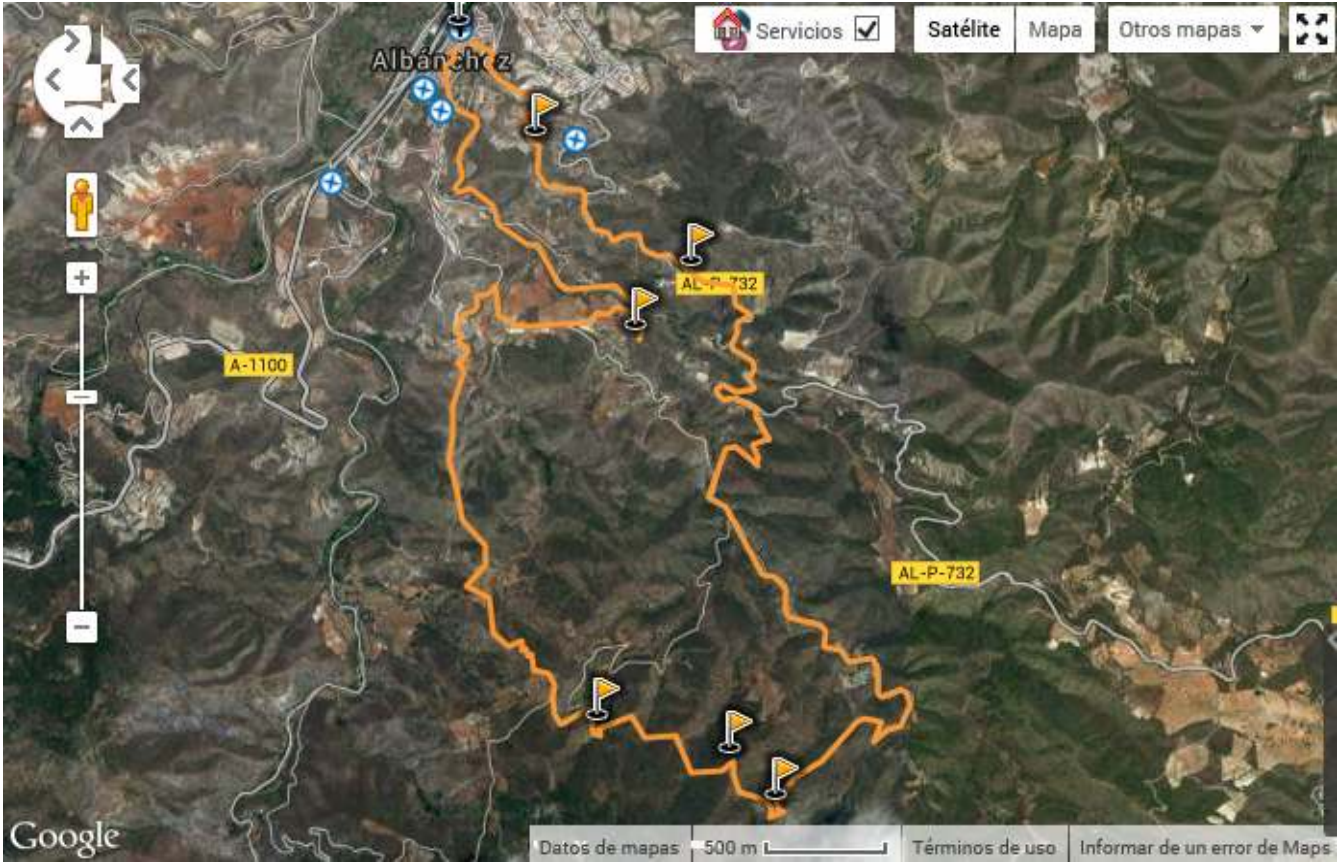 Servicios
Satélite
Mapa
Otros mapas
Albánchez
AL-P-732
A-1100
AL-P-732
Google
Datos de mapas
500 m
Términos de uso
Informar de un error de Maps